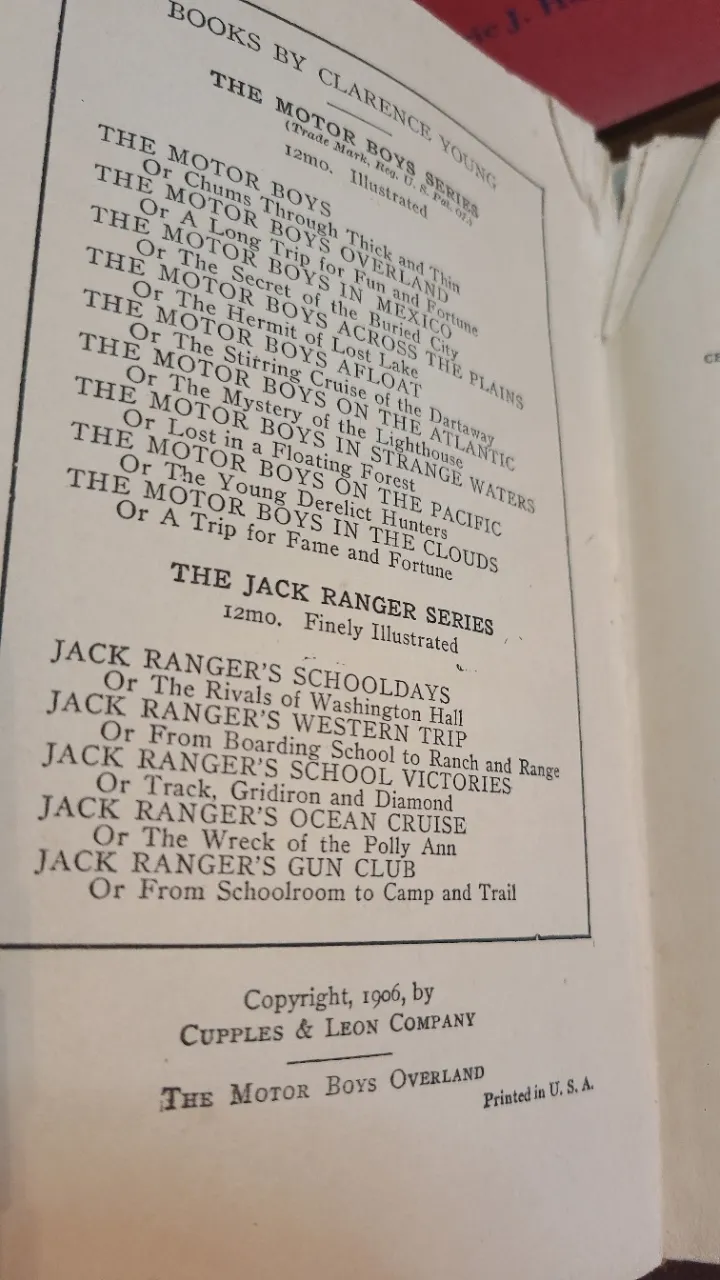 BOOKS BY CLARENCE YOUNG
THE MOTOR BOYS SERIES
(Trade Mark, Reg. U. S. Pat. Of.)
12mo. Illustrated
THE MOTOR BOYS
Or Chums Through Thick and Thin
THE MOTOR BOYS OVERLAND
Or A Long Trip for Fun and Fortune
THE MOTOR BOYS IN MEXICO
Or The Secret of the Buried City
THE MOTOR BOYS ACROSS THE PLAINS
Or The Hermit of Lost Lake
THE MOTOR BOYS AFLOAT
Or The Stirring Cruise of the Dartaway
THE MOTOR BOYS ON THE ATLANTIC
Or The Mystery of the Lighthouse
THE MOTOR BOYS IN STRANGE WATERS
Or Lost in a Floating Forest
THE MOTOR BOYS ON THE PACIFIC
Or The Young Derelict Hunters
THE MOTOR BOYS IN THE CLOUDS
Or A Trip for Fame and Fortune
THE JACK RANGER SERIES
12mo. Finely Illustrated
JACK RANGER'S SCHOOLDAYS
Or The Rivals of Washington Hall
JACK RANGER'S WESTERN TRIP
Or From Boarding School to Ranch and Range
JACK RANGER'S SCHOOL VICTORIES
Or Track, Gridiron and Diamond
JACK RANGER'S OCEAN CRUISE
Or The Wreck of the Polly Ann
JACK RANGER'S GUN CLUB
Or From Schoolroom to Camp and Trail
Copyright, 1906, by
CUPPLES & LEON COMPANY
THE MOTOR BOYS OVERLAND
Printed in U. S. A.